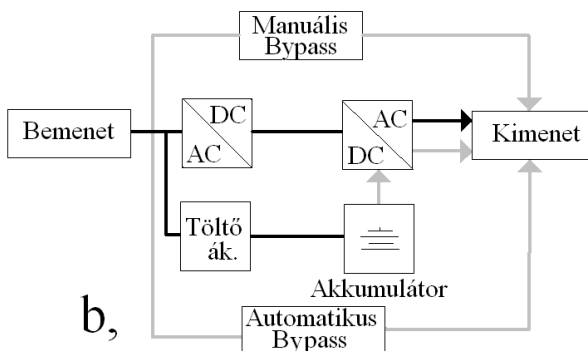 Manuális
Bypass
Bemenet
DC
AC
AC
DC
Kimenet
Töltő
ák.
Akkumulátor
b,
Automatikus
Bypass